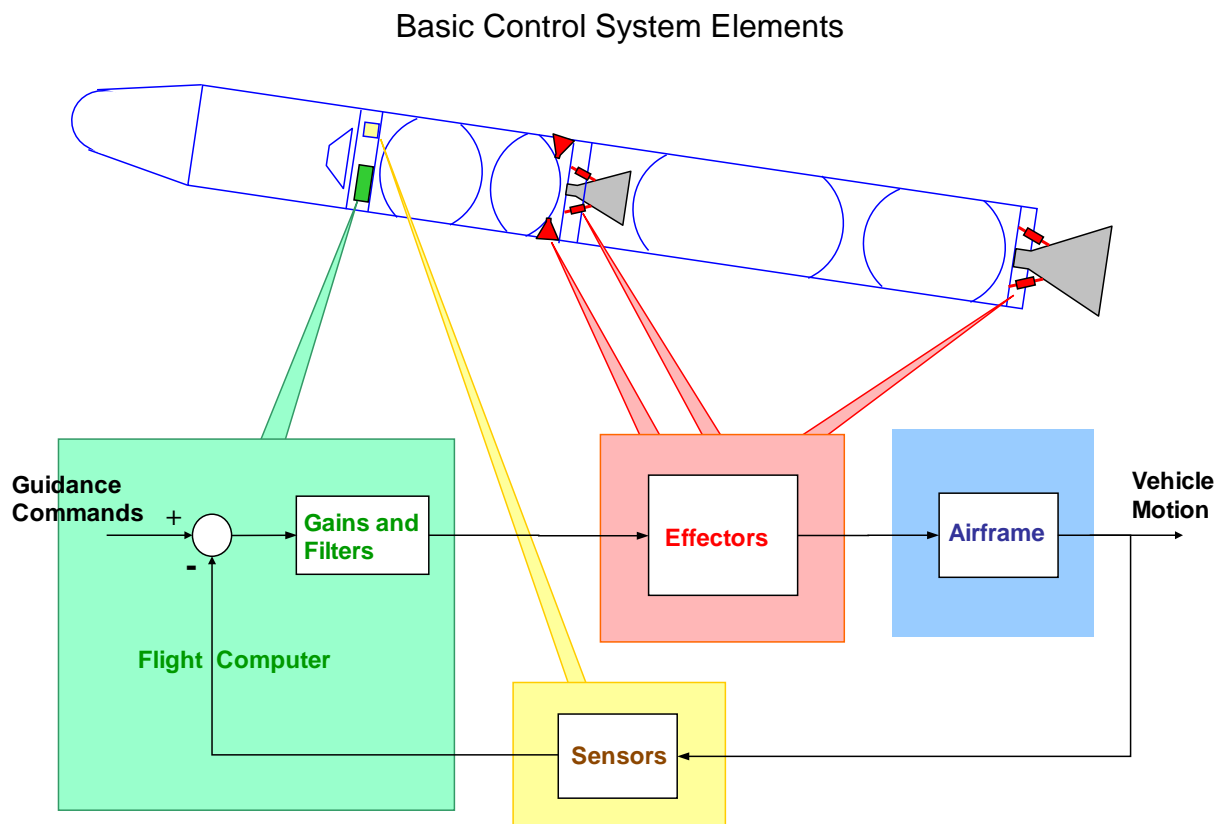 Basic Control System Elements
Guidance
Commands
+
-
Gains and
Filters
Effectors
Airframe
Vehicle
Motion
Flight Computer
Sensors